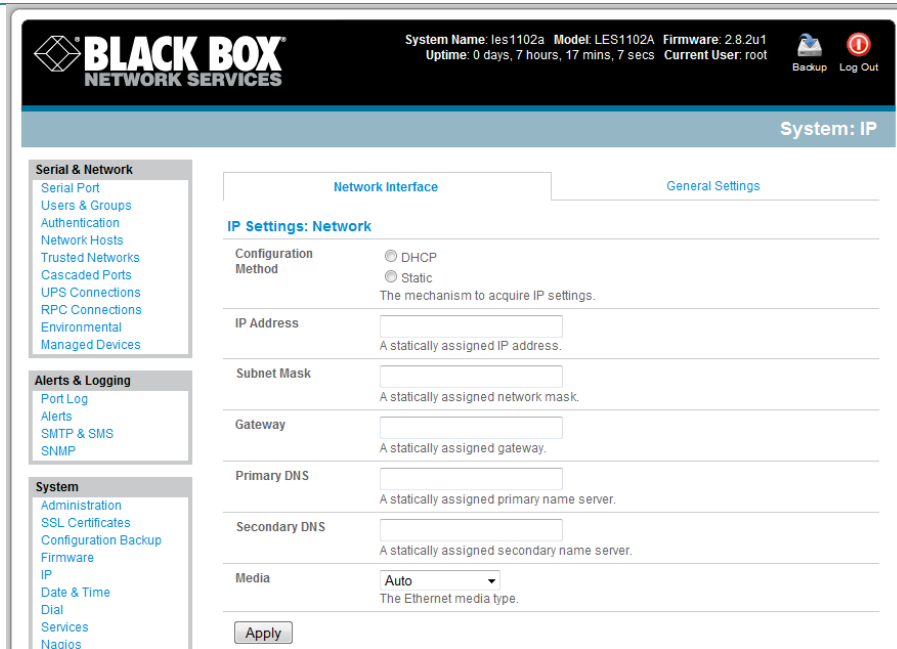 BLACK BOX®
NETWORK SERVICES
System Name: les1102a Model: LES1102A Firmware: 2.8.2u1
Uptime: 0 days, 7 hours, 17 mins, 7 secs Current User: root
Backup
Log Out
System: IP
Serial & Network
Serial Port
Users & Groups
Authentication
Network Hosts
Trusted Networks
Cascaded Ports
UPS Connections
RPC Connections
Environmental
Managed Devices
Alerts & Logging
Port Log
Alerts
SMTP & SMS
SNMP
System
Administration
SSL Certificates
Configuration Backup
Firmware
IP
Date & Time
Dial
Services
Nagios
Network Interface
General Settings
IP Settings: Network
Configuration
Method
DHCP
Static
The mechanism to acquire IP settings.
IP Address
A statically assigned IP address.
Subnet Mask
A statically assigned network mask.
Gateway
A statically assigned gateway.
Primary DNS
A statically assigned primary name server.
Secondary DNS
A statically assigned secondary name server.
Media
Auto
The Ethernet media type.
Apply